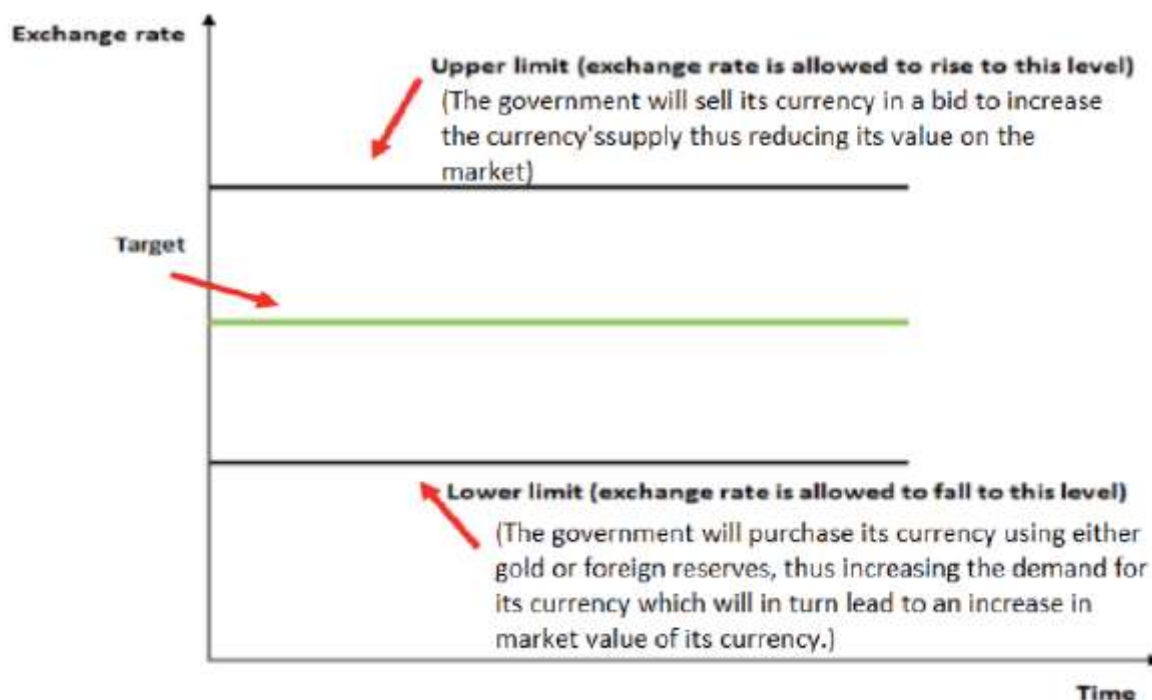 Exchange rate
Upper limit (exchange rate is allowed to rise to this level)
(The government will sell its currency in a bid to increase
the currency'ssupply thus reducing its value on the
market)
Target
Lower limit (exchange rate is allowed to fall to this level)
(The government will purchase its currency using either
gold or foreign reserves, thus increasing the demand for
its currency which will in turn lead to an increase in
market value of its currency.)
Time